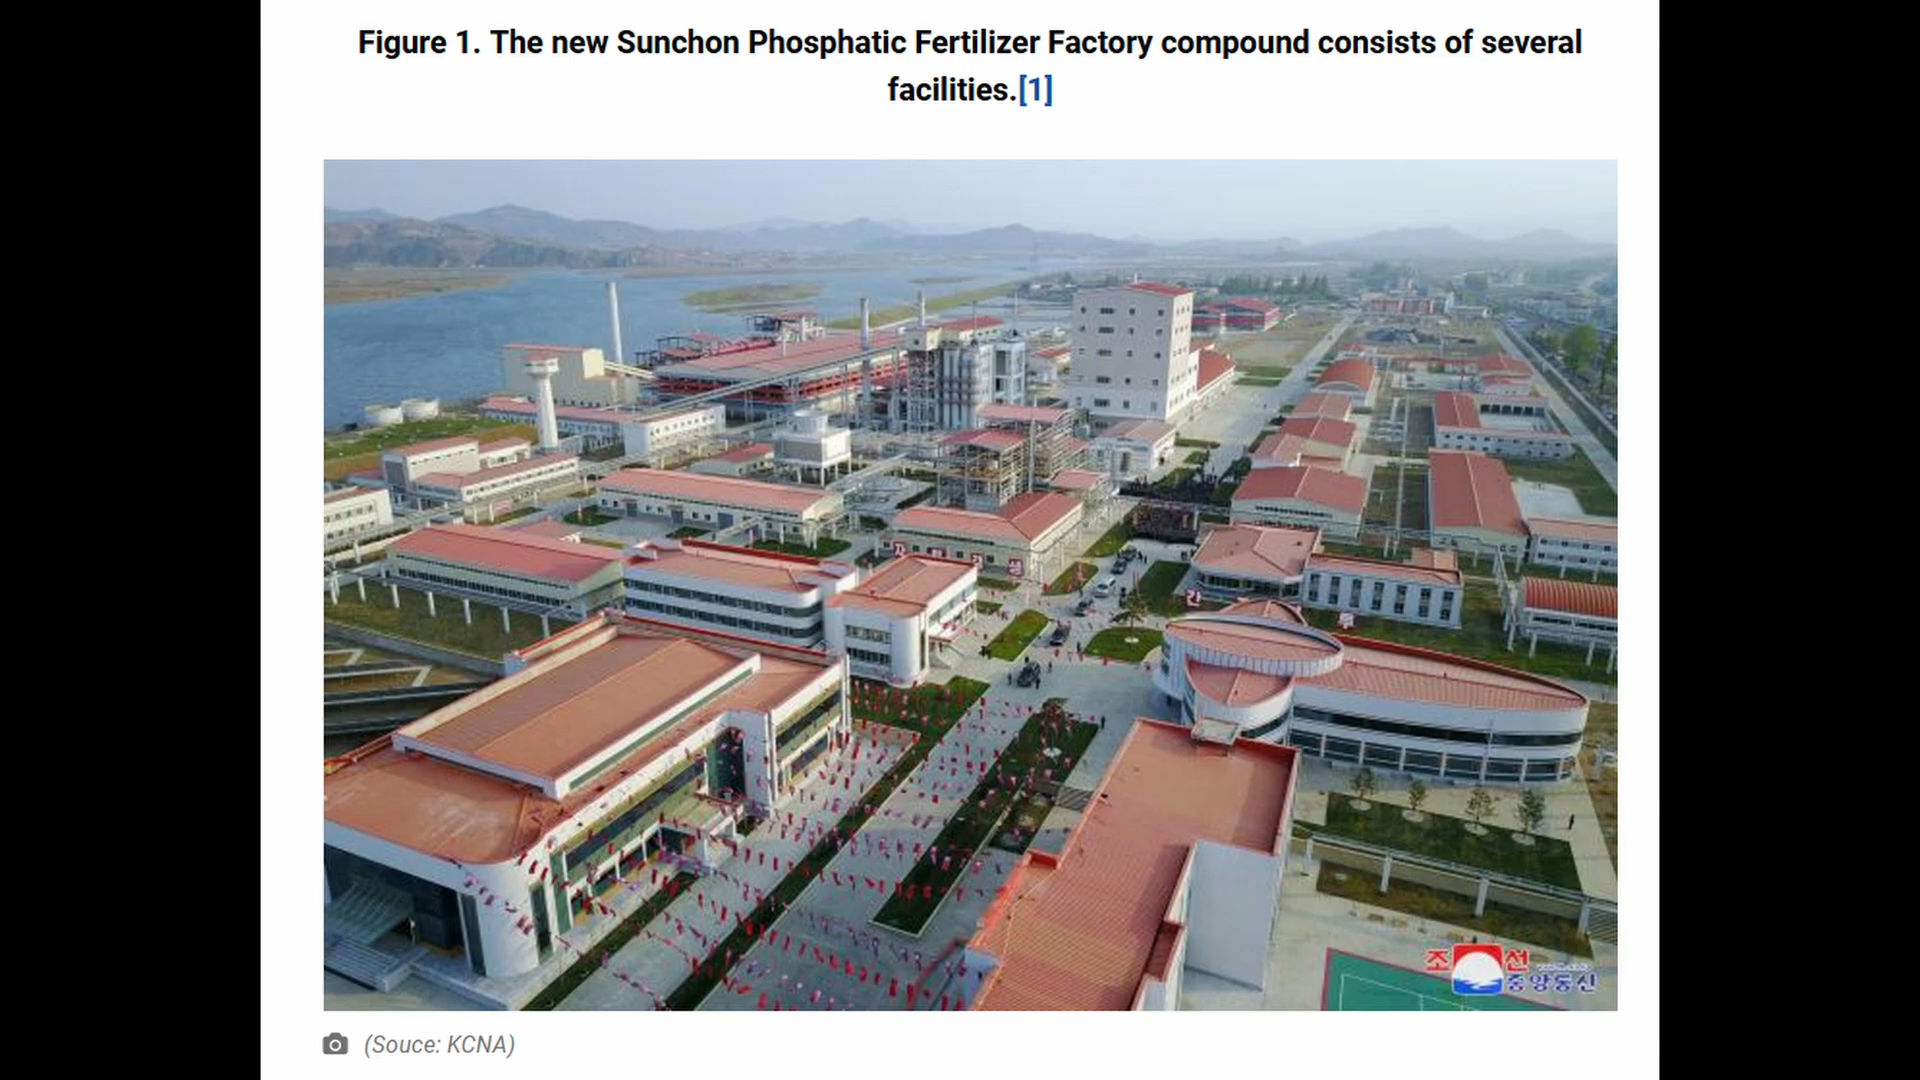 Figure 1. The new Sunchon Phosphatic Fertilizer Factory compound consists of several
facilities.[1]
조선
중앙통신
(Souce: KCNA)